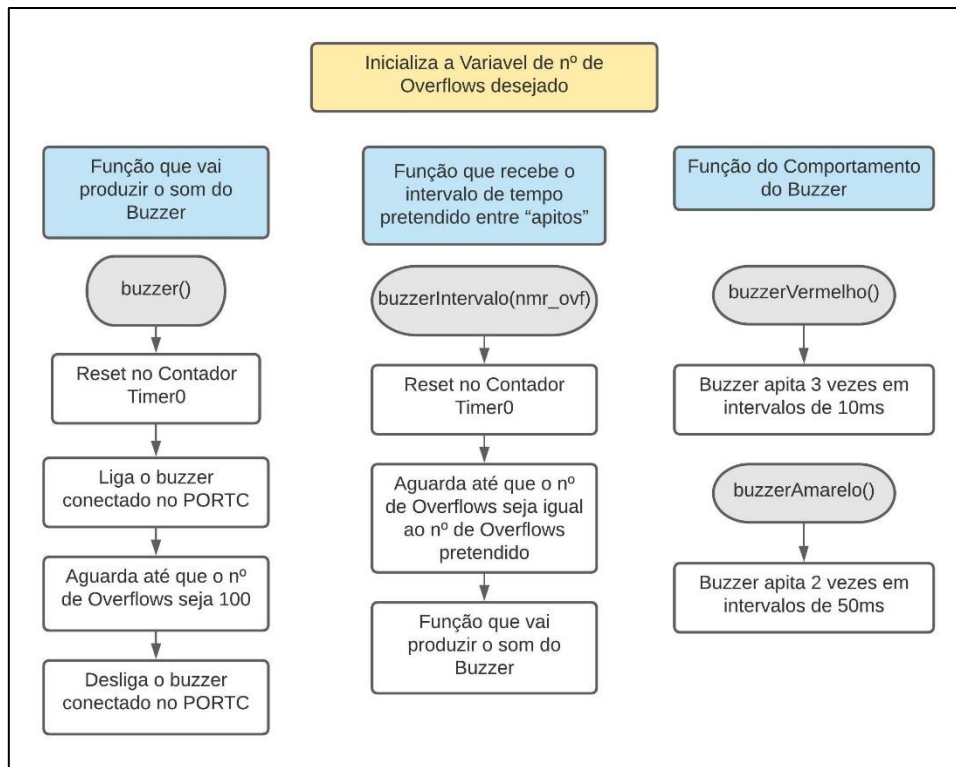 Inicializa a Variavel de nº de
Overflows desejado
Função que vai
produzir o som do
Buzzer
buzzer()
Reset no Contador
Timer0
Liga o buzzer
conectado no PORTC
Aguarda até que o nº
de Overflows seja 100
Desliga o buzzer
conectado no PORTC
Função que recebe o
intervalo de tempo
pretendido entre “apitos”
buzzerIntervalo(nmr_ovf)
Reset no Contador
Timer0
Aguarda até que o nº
de Overflows seja igual
ao nº de Overflows
pretendido
Função que vai
produzir o som do
Buzzer
Função do Comportamento
do Buzzer
buzzerVermelho()
Buzzer apita 3 vezes em
intervalos de 10ms
buzzerAmarelo()
Buzzer apita 2 vezes em
intervalos de 50ms